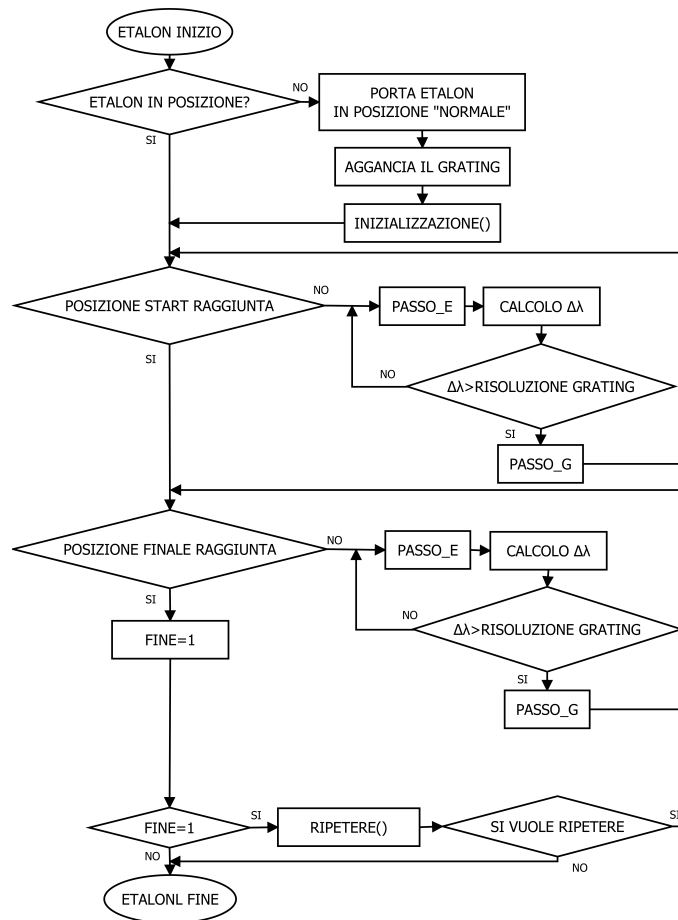 ETALON INIZIO
ETALON IN POSIZIONE?
NO
PORTA ETALON
IN POSIZIONE "NORMALE"
SI
AGGANCIA IL GRATING
INIZIALIZZAZIONE()
POSIZIONE START RAGGIUNTA
NO
PASSO_E
CALCOLO Δλ
SI
NO
Δλ>RISOLUZIONE GRATING
SI
PASSO_G
POSIZIONE FINALE RAGGIUNTA
NO
PASSO_E
CALCOLO Δλ
SI
NO
Δλ>RISOLUZIONE GRATING
FINE=1
SI
PASSO_G
FINE=1
SI
RIPETERE()
SI VUOLE RIPETERE
SI
NO
NO
ETALONL FINE